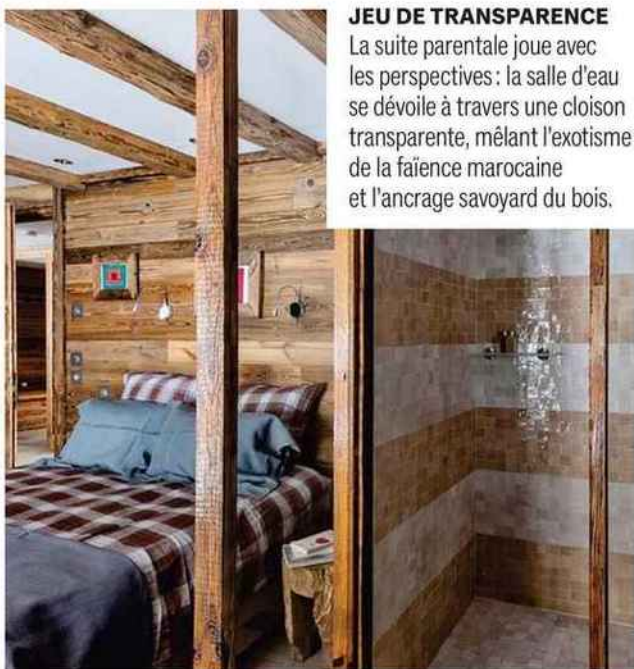 JEU DE TRANSPARENCE
La suite parentale joue avec
les perspectives : la salle d'eau
se dévoile à travers une cloison
transparente, mêlant l'exotisme
de la faïence marocaine
et l'ancrage savoyard du bois.